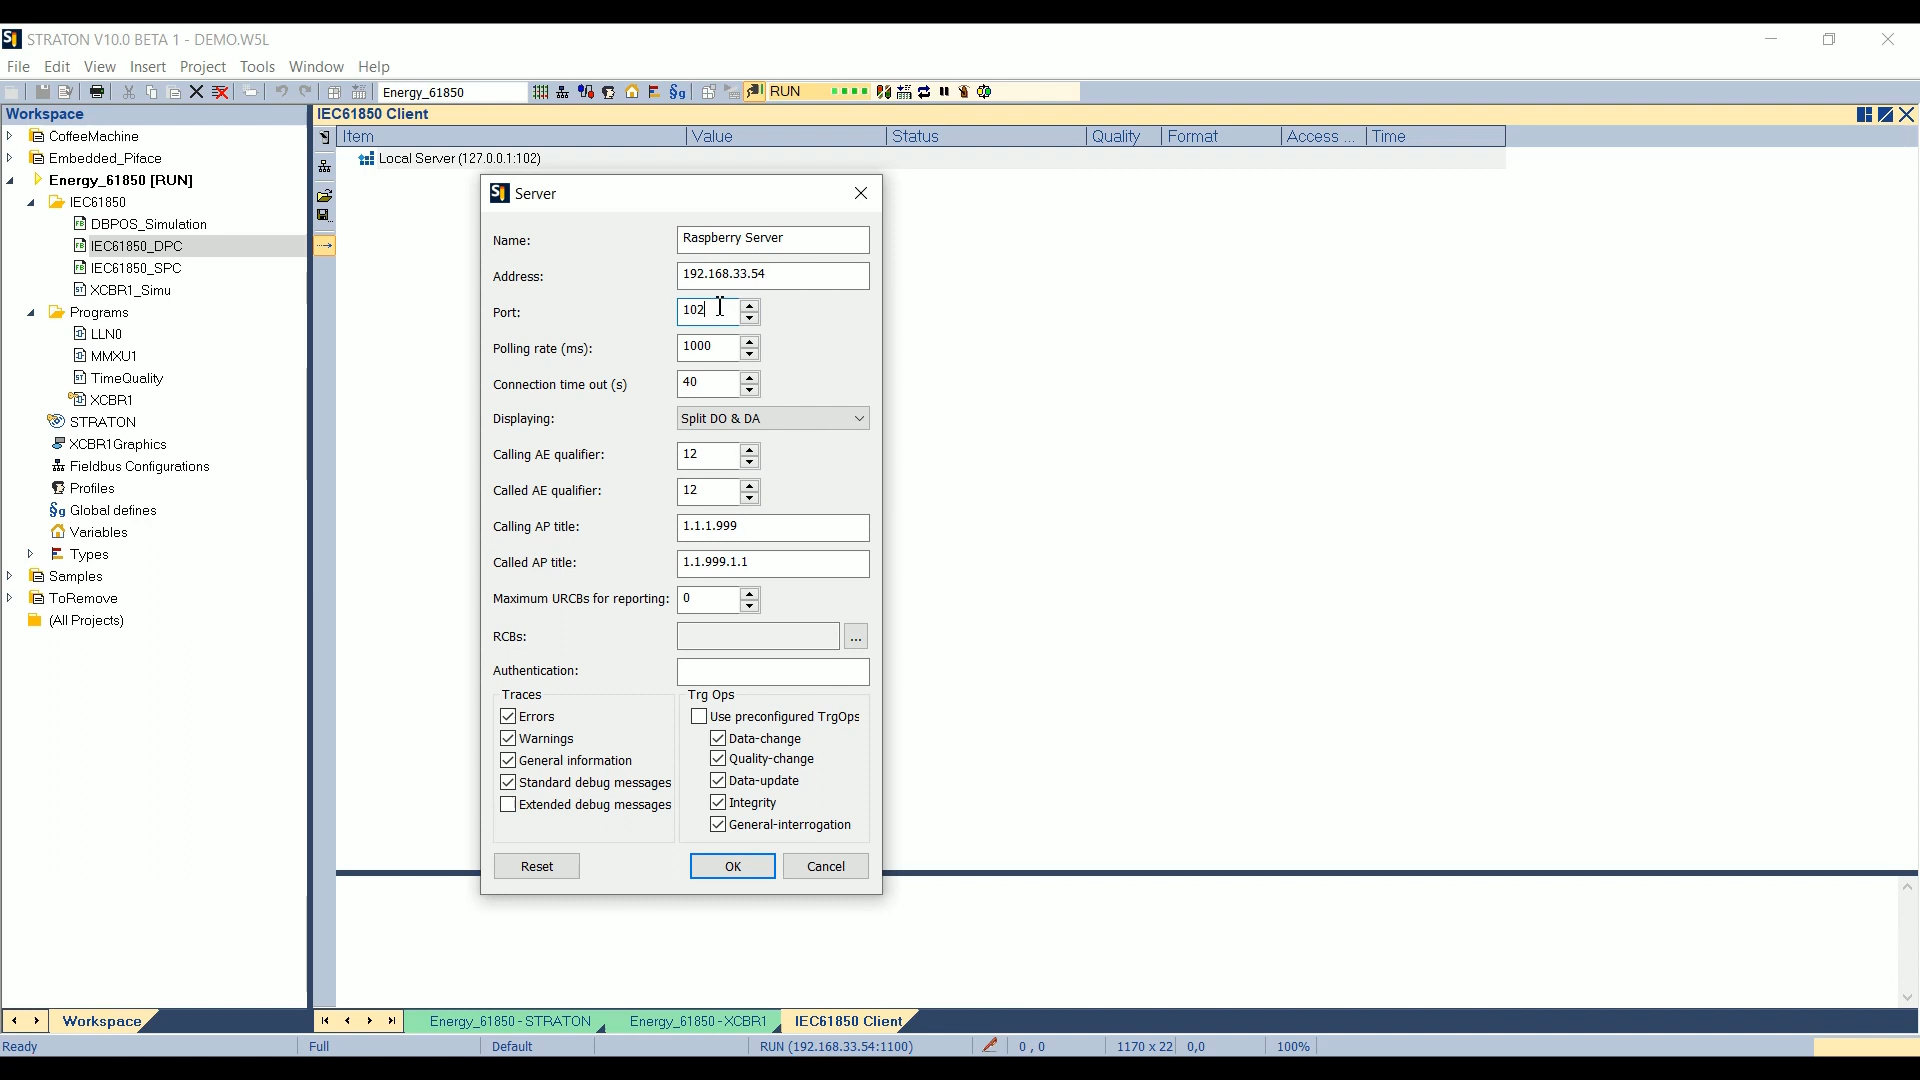 STRATON V10.0 BETA 1 - DEMO.W5L
File Edit View Insert Project Tools Window Help
Energy_61850 RUN
Workspace
CoffeeMachine
Embedded_Piface
Energy_61850 [RUN]
IEC61850
DBPOS_Simulation
IEC61850_DPC
IEC61850_SPC
XCBR1_Simu
Programs
LLN0
MMXU1
TimeQuality
XCBR1
STRATON
XCBR1Graphics
Fieldbus Configurations
Profiles
Global defines
Variables
Types
Samples
ToRemove
(All Projects)
IEC61850 Client
Item Value Status Quality Format Access ... Time
Local Server (127.0.0.1:102)
Server
Name: Raspberry Server
Address: 192.168.33.54
Port: 102
Polling rate (ms): 1000
Connection time out (s) 40
Displaying: Split DO & DA
Calling AE qualifier: 12
Called AE qualifier: 12
Calling AP title: 1.1.1.999
Called AP title: 1.1.999.1.1
Maximum URCBs for reporting: 0
RCBs: ...
Authentication:
Traces
Errors
Warnings
General information
Standard debug messages
Extended debug messages
Trg Ops
Use preconfigured TrgOps
Data-change
Quality-change
Data-update
Integrity
General-interrogation
Reset OK Cancel
Workspace Energy_61850 - STRATON Energy_61850 - XCBR1 IEC61850 Client
Ready Full Default RUN (192.168.33.54:1100) 0 , 0 1170 x 22 0,0 100%